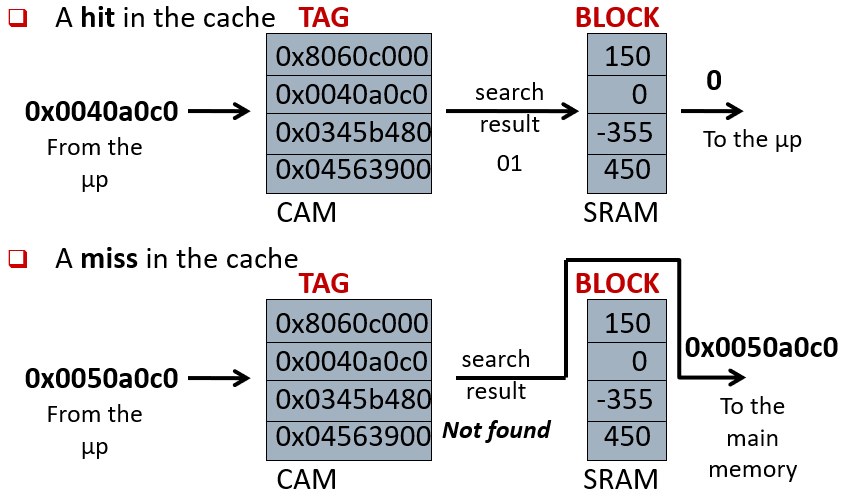 A hit in the cache
TAG
BLOCK
0x8060c000
0x0040a0c0
0x0345b480
0x04563900
150
0
-355
450
0x0040a0c0
From the
μp
search
result
01
0
To the μp
CAM
SRAM
A miss in the cache
TAG
BLOCK
0x8060c000
0x0040a0c0
0x0345b480
0x04563900
150
0
-355
450
0x0050a0c0
From the
μp
search
result
Not found
0x0050a0c0
To the
main
memory
CAM
SRAM